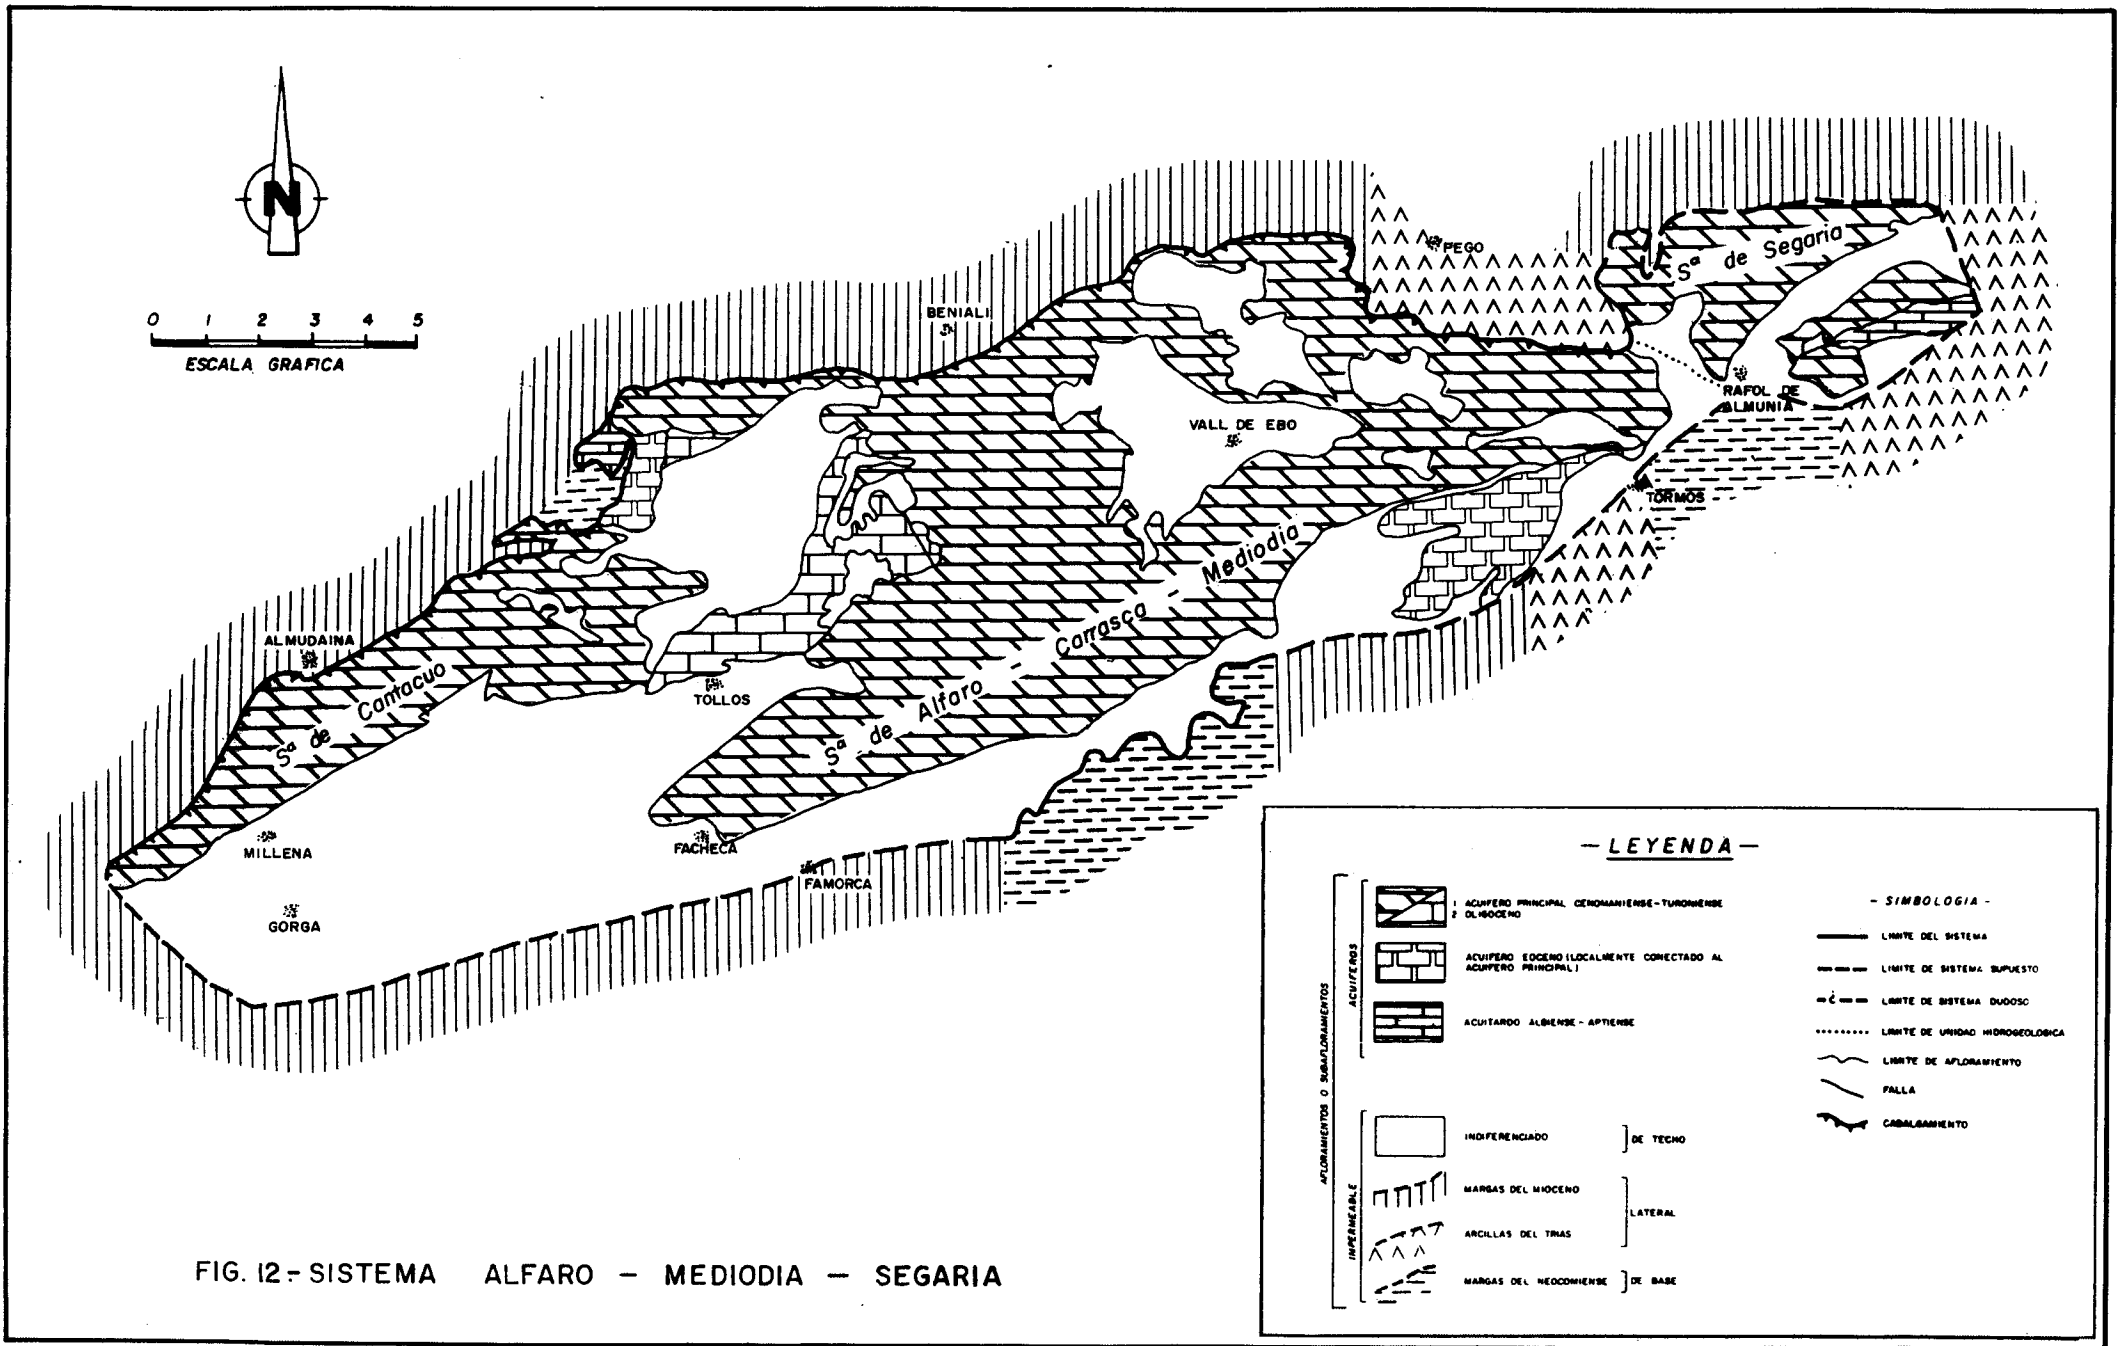 N
0 1 2 3 4 5
ESCALA GRAFICA
PEGO
Sª de Segaria
BENIALI
RAFOL DE
ALMUNIA
VALL DE EBO
TORMOS
Sª de Alfaro - Carrasca - Mediodia
ALMUDAINA
Sª de Cantacuo
TOLLOS
MILLENA
FACHECA
FAMORCA
GORGA
- LEYENDA -
AFLORAMIENTOS O SUBAFLORAMIENTOS
ACUIFEROS
1 ACUIFERO PRINCIPAL CENOMANIENSE-TURONIENSE
2 OLIGOCENO
ACUIFERO EOCENO (LOCALMENTE CONECTADO AL
ACUIFERO PRINCIPAL)
ACUITARDO ALBIENSE - APTIENSE
IMPERMEABLE
INDIFERENCIADO
DE TECHO
MARGAS DEL MIOCENO
LATERAL
ARCILLAS DEL TRIAS
MARGAS DEL NEOCOMIENSE
DE BASE
- SIMBOLOGIA -
LIMITE DEL SISTEMA
LIMITE DE SISTEMA SUPUESTO
LIMITE DE SISTEMA DUDOSO
LIMITE DE UNIDAD HIDROGEOLOGICA
LIMITE DE AFLORAMIENTO
FALLA
CABALGAMIENTO
FIG. 12.- SISTEMA ALFARO - MEDIODIA - SEGARIA